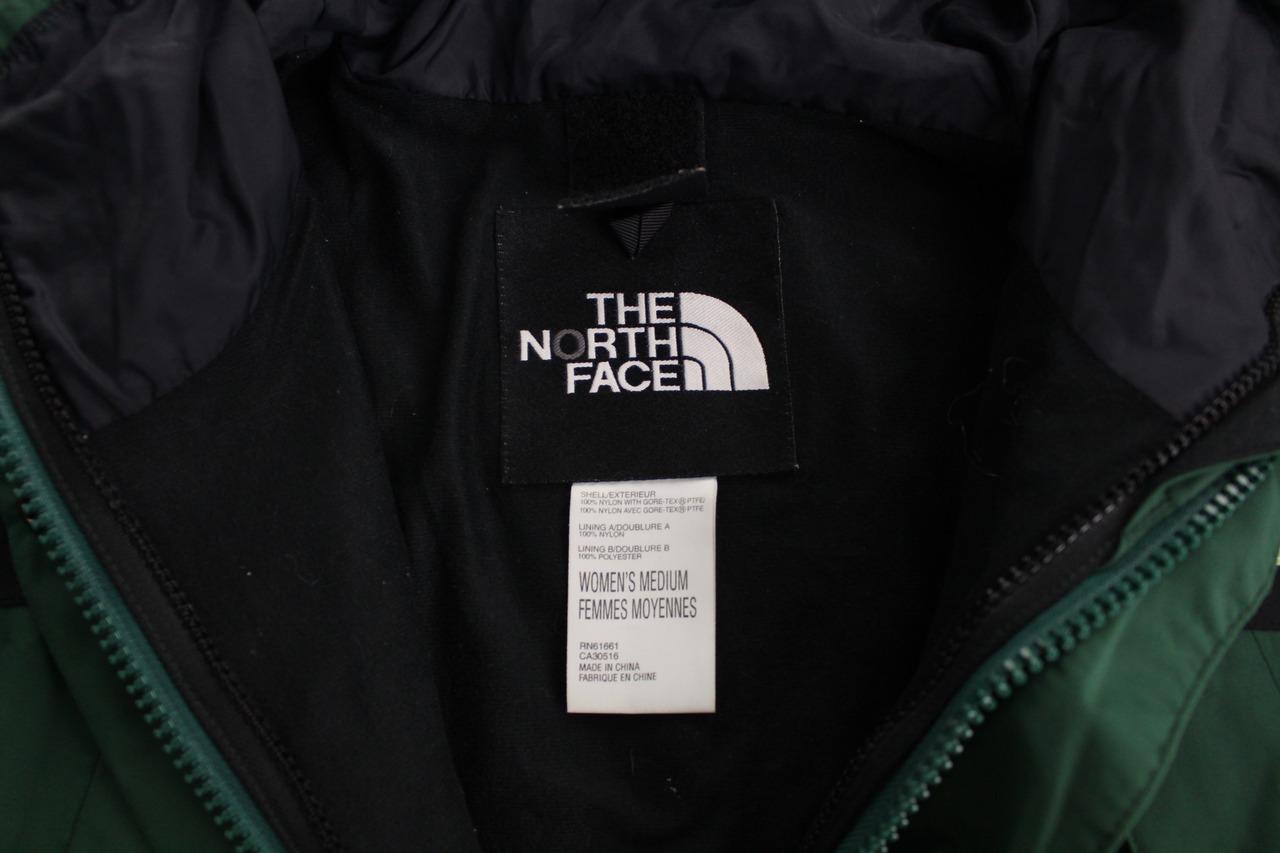 THE
NORTH
FACE
SHELL/EXTERIEUR
100% NYLON WITH GORE-TEX® PTFE/
100% NYLON AVEC GORE-TEX® PTFE
LINING A/DOUBLURE A
100% NYLON
LINING B/DOUBLURE B
100% POLYESTER
WOMEN'S MEDIUM
FEMMES MOYENNES
RN61661
CA30516
MADE IN CHINA
FABRIQUE EN CHINE